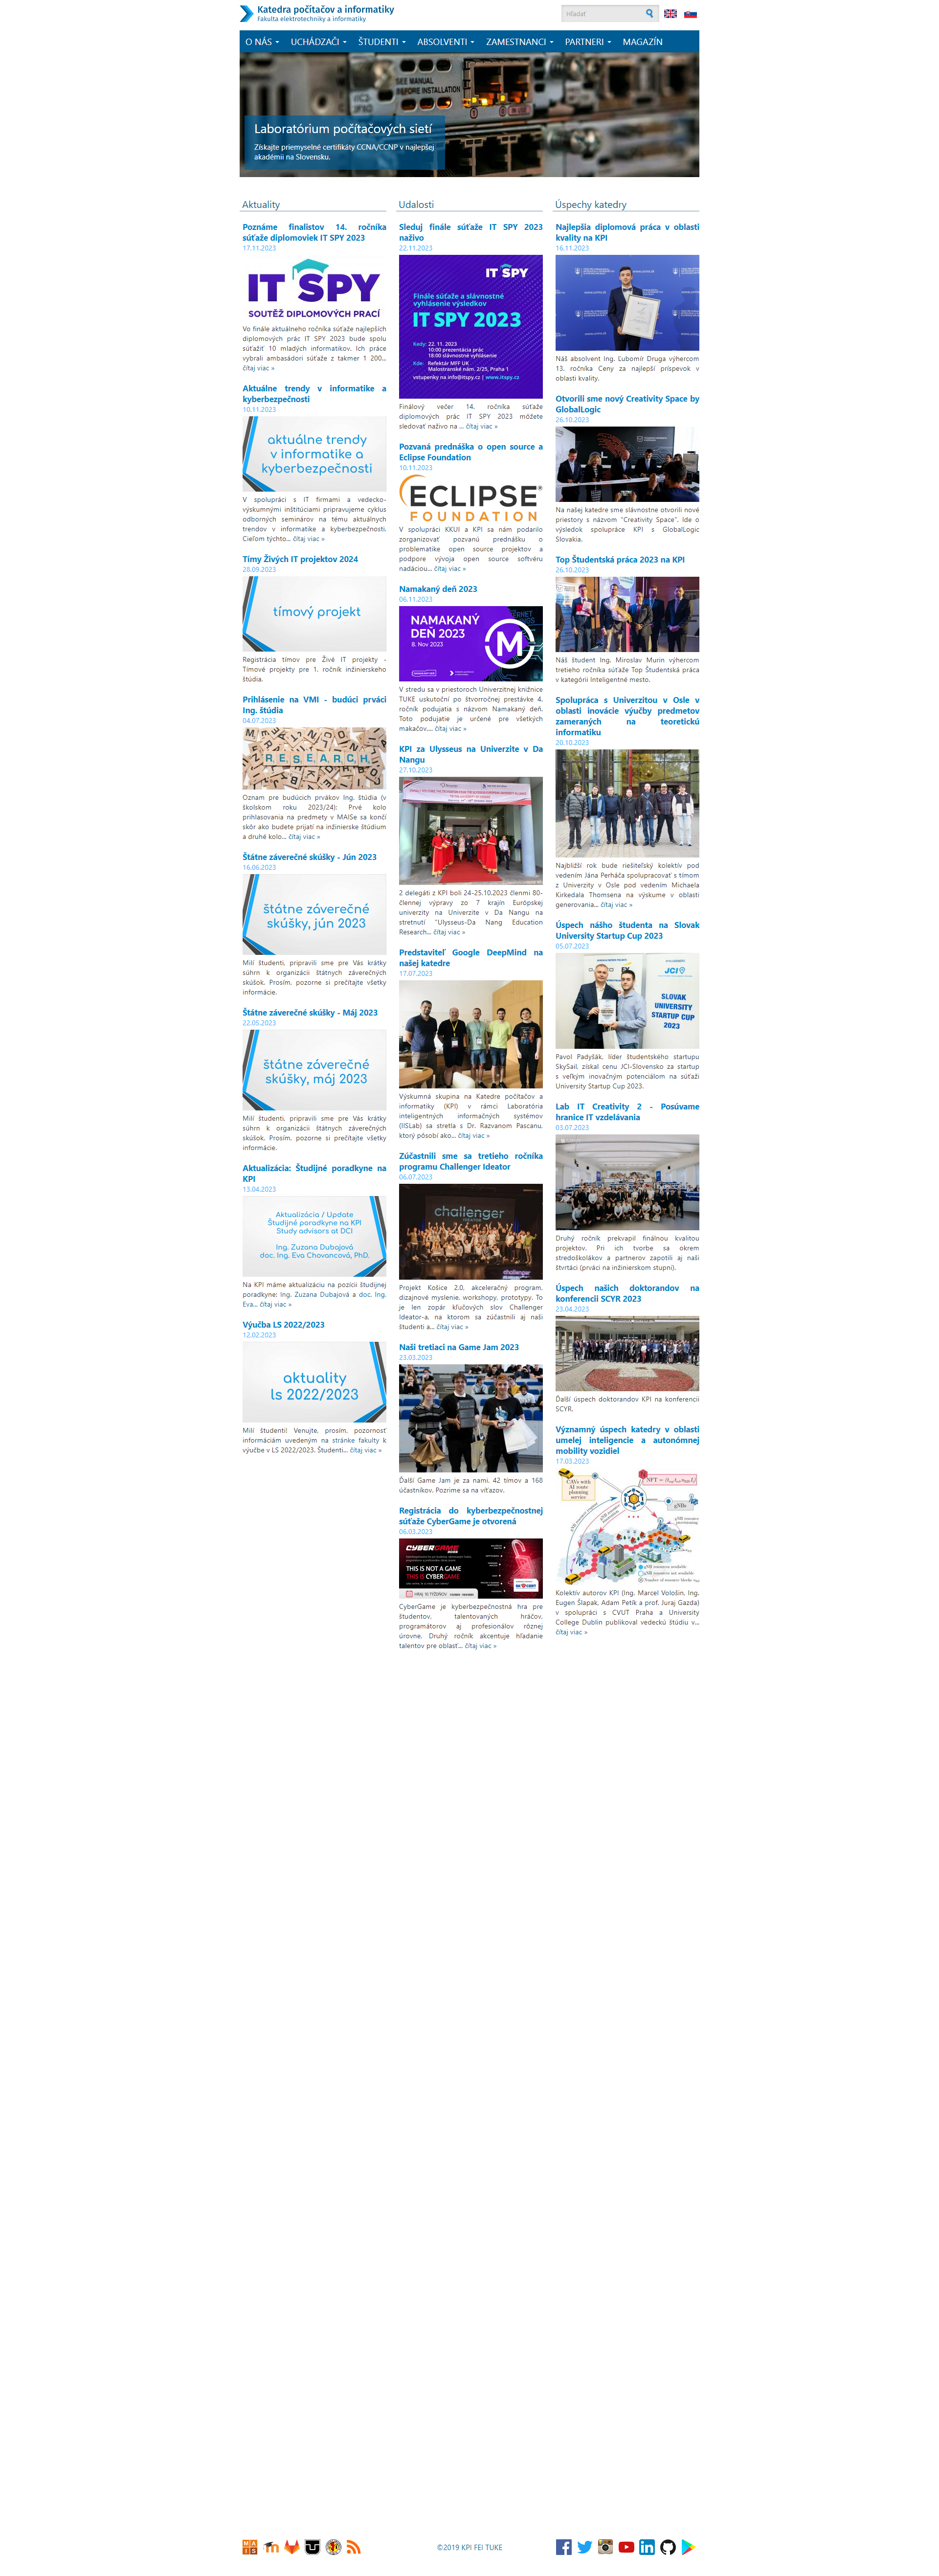 Katedra počítačov a informatiky
Fakulta elektrotechniky a informatiky
Hľadať
O NÁS
UCHÁDZAČI
ŠTUDENTI
ABSOLVENTI
ZAMESTNANCI
PARTNERI
MAGAZÍN
SEE MANUAL
BEFORE INSTALLATION
Laboratórium počítačových sietí
Získajte priemyselné certifikáty CCNA/CCNP v najlepšej
akadémii na Slovensku.
Aktuality
Poznáme finalistov 14. ročníka
súťaže diplomoviek IT SPY 2023
17.11.2023
IT SPY
SOUTĚŽ DIPLOMOVÝCH PRACÍ
Vo finále aktuálneho ročníka súťaže najlepších
diplomových prác IT SPY 2023 bude spolu
súťažiť 10 mladých informatikov. Ich práce
vybrali ambasádori súťaže z takmer 1 200...
čítaj viac »
Aktuálne trendy v informatike a
kyberbezpečnosti
10.11.2023
aktuálne trendy
v informatike a
kyberbezpečnosti
V spolupráci s IT firmami a vedecko-
výskumnými inštitúciami pripravujeme cyklus
odborných seminárov na tému aktuálnych
trendov v informatike a kyberbezpečnosti.
Cieľom týchto... čítaj viac »
Tímy Živých IT projektov 2024
28.09.2023
tímový projekt
Registrácia tímov pre Živé IT projekty -
Tímové projekty pre 1. ročník inžinierskeho
štúdia.
Prihlásenie na VMI - budúci prváci
Ing. štúdia
04.07.2023
RESEARCH
Oznam pre budúcich prvákov Ing. štúdia (v
školskom roku 2023/24): Prvé kolo
prihlasovania na predmety v MAISe sa končí
skôr ako budete prijatí na inžinierske štúdium
a druhé kolo... čítaj viac »
Štátne záverečné skúšky - Jún 2023
16.06.2023
štátne záverečné
skúšky, jún 2023
Milí študenti, pripravili sme pre Vás krátky
súhrn k organizácii štátnych záverečných
skúšok. Prosím, pozorne si prečítajte všetky
informácie.
Štátne záverečné skúšky - Máj 2023
22.05.2023
štátne záverečné
skúšky, máj 2023
Milí študenti, pripravili sme pre Vás krátky
súhrn k organizácii štátnych záverečných
skúšok. Prosím, pozorne si prečítajte všetky
informácie.
Aktualizácia: Študijné poradkyne na
KPI
13.04.2023
Aktualizácia / Update
Študijné poradkyne na KPI
Study advisors at DCI
Ing. Zuzana Dubajová
doc. Ing. Eva Chovancová, PhD.
Na KPI máme aktualizáciu na pozícii študijnej
poradkyne: Ing. Zuzana Dubajová a doc. Ing.
Eva... čítaj viac »
Výučba LS 2022/2023
12.02.2023
aktuality
ls 2022/2023
Milí študenti! Venujte, prosím, pozornosť
informáciám uvedeným na stránke fakulty k
výučbe v LS 2022/2023. Študenti... čítaj viac »
Udalosti
Sleduj finále súťaže IT SPY 2023
naživo
22.11.2023
IT SPY
Finále súťaže a slávnostné
vyhlásenie výsledkov
IT SPY 2023
Kedy: 22. 11. 2023
10:00 prezentácia prác
18:00 slávnostné vyhlásenie
Kde: Refektár MFF UK
Malostranské nám. 2/25, Praha 1
vstupenky na info@itspy.cz | www.itspy.cz
Finálový večer 14. ročníka súťaže
diplomových prác IT SPY 2023 môžete
sledovať naživo na ... čítaj viac »
Pozvaná prednáška o open source a
Eclipse Foundation
10.11.2023
ECLIPSE
FOUNDATION
V spolupráci KKUI a KPI sa nám podarilo
zorganizovať pozvanú prednášku o
problematike open source projektov a
podpore vývoja open source softvéru
nadáciou... čítaj viac »
Namakaný deň 2023
06.11.2023
NAMAKANÝ
DEŇ 2023
8. Nov 2023
V stredu sa v priestoroch Univerzitnej knižnice
TUKE uskutoční po štvorročnej prestávke 4.
ročník podujatia s názvom Namakaný deň.
Toto podujatie je určené pre všetkých
makačov,... čítaj viac »
KPI za Ulysseus na Univerzite v Da
Nangu
27.10.2023
2 delegáti z KPI boli 24-25.10.2023 členmi 80-
člennej výpravy zo 7 krajín Európskej
univerzity na Univerzite v Da Nangu na
stretnutí "Ulysseus-Da Nang Education
Research... čítaj viac »
Predstaviteľ Google DeepMind na
našej katedre
17.07.2023
Výskumná skupina na Katedre počítačov a
informatiky (KPI) v rámci Laboratória
inteligentných informačných systémov
(IISLab) sa stretla s Dr. Razvanom Pascanu,
ktorý pôsobí ako... čítaj viac »
Zúčastnili sme sa tretieho ročníka
programu Challenger Ideator
06.07.2023
challenger
Projekt Košice 2.0, akceleračný program,
dizajnové myslenie, workshopy, prototypy. To
je len zopár kľúčových slov Challenger
Ideator-a, na ktorom sa zúčastnili aj naši
študenti a... čítaj viac »
Naši tretiaci na Game Jam 2023
23.03.2023
Ďalší Game Jam je za nami. 42 tímov a 168
účastníkov. Pozrime sa na víťazov.
Registrácia do kyberbezpečnostnej
súťaže CyberGame je otvorená
06.03.2023
CYBERGAME
THIS IS NOT A GAME
THIS IS CYBERGAME
CyberGame je kyberbezpečnostná hra pre
študentov, talentovaných hráčov,
programátorov aj profesionálov rôznej
úrovne. Druhý ročník akcentuje hľadanie
talentov pre oblasť... čítaj viac »
Úspechy katedry
Najlepšia diplomová práca v oblasti
kvality na KPI
16.11.2023
Náš absolvent Ing. Ľubomír Druga výhercom
13. ročníka Ceny za najlepší príspevok v
oblasti kvality.
Otvorili sme nový Creativity Space by
GlobalLogic
26.10.2023
Na našej katedre sme slávnostne otvorili nové
priestory s názvom "Creativity Space". Ide o
výsledok spolupráce KPI s GlobalLogic
Slovakia.
Top Študentská práca 2023 na KPI
26.10.2023
Náš študent Ing. Miroslav Murin výhercom
tretieho ročníka súťaže Top Študentská práca
v kategórii Inteligentné mesto.
Spolupráca s Univerzitou v Osle v
oblasti inovácie výučby predmetov
zameraných na teoretickú
informatiku
20.10.2023
Najbližší rok bude riešiteľský kolektív pod
vedením Jána Perháča spolupracovať s tímom
z Univerzity v Osle pod vedením Michaela
Kirkedala Thomsena na výskume v oblasti
generovania... čítaj viac »
Úspech nášho študenta na Slovak
University Startup Cup 2023
05.07.2023
JCI
SLOVAK
UNIVERSITY
STARTUP CUP
2023
Pavol Padyšák, líder študentského startupu
SkySail, získal cenu JCI-Slovensko za startup
s veľkým inovačným potenciálom na súťaži
University Startup Cup 2023.
Lab IT Creativity 2 - Posúvame
hranice IT vzdelávania
03.07.2023
Druhý ročník prekvapil finálnou kvalitou
projektov. Pri ich tvorbe sa okrem
stredoškolákov a partnerov zapotili aj naši
štvrtáci (prváci na inžinierskom stupni).
Úspech našich doktorandov na
konferencii SCYR 2023
23.04.2023
Ďalší úspech doktorandov KPI na konferencii
SCYR.
Významný úspech katedry v oblasti
umelej inteligencie a autonómnej
mobility vozidiel
17.03.2023
CAVs with
AI route
planning
service
gNBs
Kolektív autorov KPI (Ing. Marcel Vološin, Ing.
Eugen Šlapak, Adam Petík a prof. Juraj Gazda)
v spolupráci s CVUT Praha a University
College Dublin publikoval vedeckú štúdiu v...
čítaj viac »
©2019 KPI FEI TUKE